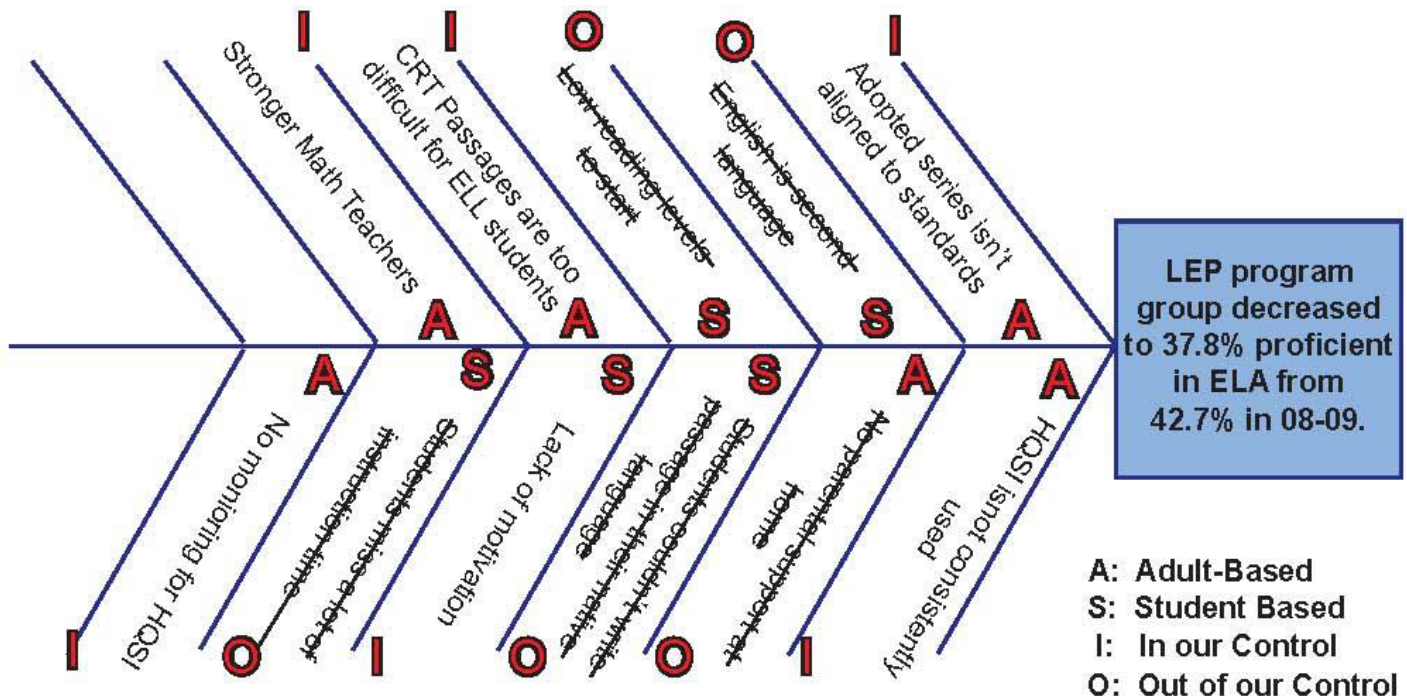 I
I
O
O
I
Stronger Math Teachers
CRT Passages are too
difficult for ELL students
Low reading levels
to start
English is second
language
Adopted series isn't
aligned to standards
A
A
S
S
A
LEP program
group decreased
to 37.8% proficient
in ELA from
42.7% in 08-09.
A
S
S
S
A
A
No monioring for HQSI
Students miss a lot of
instruction time
Lack of motivation
Students couldn't write
passage in their native
language
No parental support at
home
HQSI isnot consistently
used
I
O
I
O
O
I
A: Adult-Based
S: Student Based
I: In our Control
O: Out of our Control